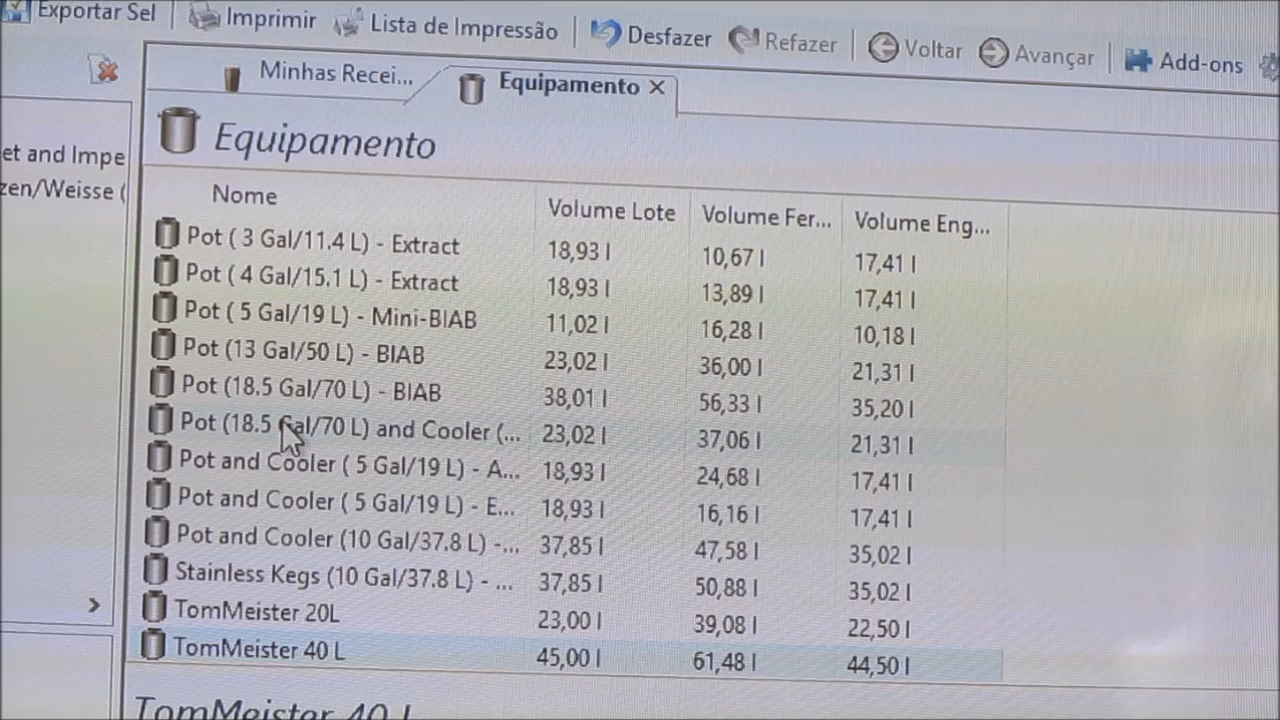 Exportar Sel Imprimir Lista de Impressão Desfazer Refazer Voltar Avançar Add-ons
Minhas Recei... Equipamento
Equipamento
et and Impe
zen/Weisse (
Nome Volume Lote Volume Fer... Volume Eng...
Pot ( 3 Gal/11.4 L) - Extract 18,93 l 10,67 l 17,41 l
Pot ( 4 Gal/15.1 L) - Extract 18,93 l 13,89 l 17,41 l
Pot ( 5 Gal/19 L) - Mini-BIAB 11,02 l 16,28 l 10,18 l
Pot (13 Gal/50 L) - BIAB 23,02 l 36,00 l 21,31 l
Pot (18.5 Gal/70 L) - BIAB 38,01 l 56,33 l 35,20 l
Pot (18.5 Gal/70 L) and Cooler (... 23,02 l 37,06 l 21,31 l
Pot and Cooler ( 5 Gal/19 L) - A... 18,93 l 24,68 l 17,41 l
Pot and Cooler ( 5 Gal/19 L) - E... 18,93 l 16,16 l 17,41 l
Pot and Cooler (10 Gal/37.8 L) -... 37,85 l 47,58 l 35,02 l
Stainless Kegs (10 Gal/37.8 L) - ... 37,85 l 50,88 l 35,02 l
TomMeister 20L 23,00 l 39,08 l 22,50 l
TomMeister 40 L 45,00 l 61,48 l 44,50 l
TomMeister 40 L